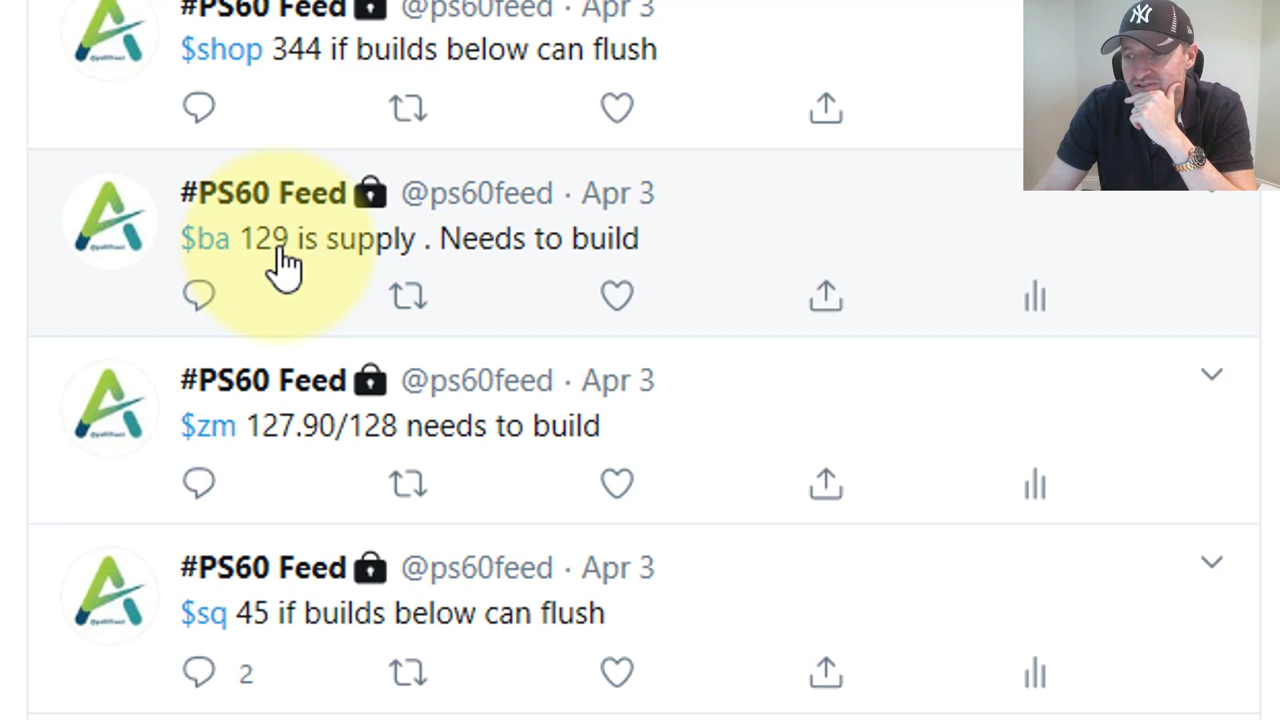 #PS60 Feed @ps60feed · Apr 3
$shop 344 if builds below can flush
#PS60 Feed @ps60feed · Apr 3
$ba 129 is supply . Needs to build
#PS60 Feed @ps60feed · Apr 3
$zm 127.90/128 needs to build
#PS60 Feed @ps60feed · Apr 3
$sq 45 if builds below can flush
2